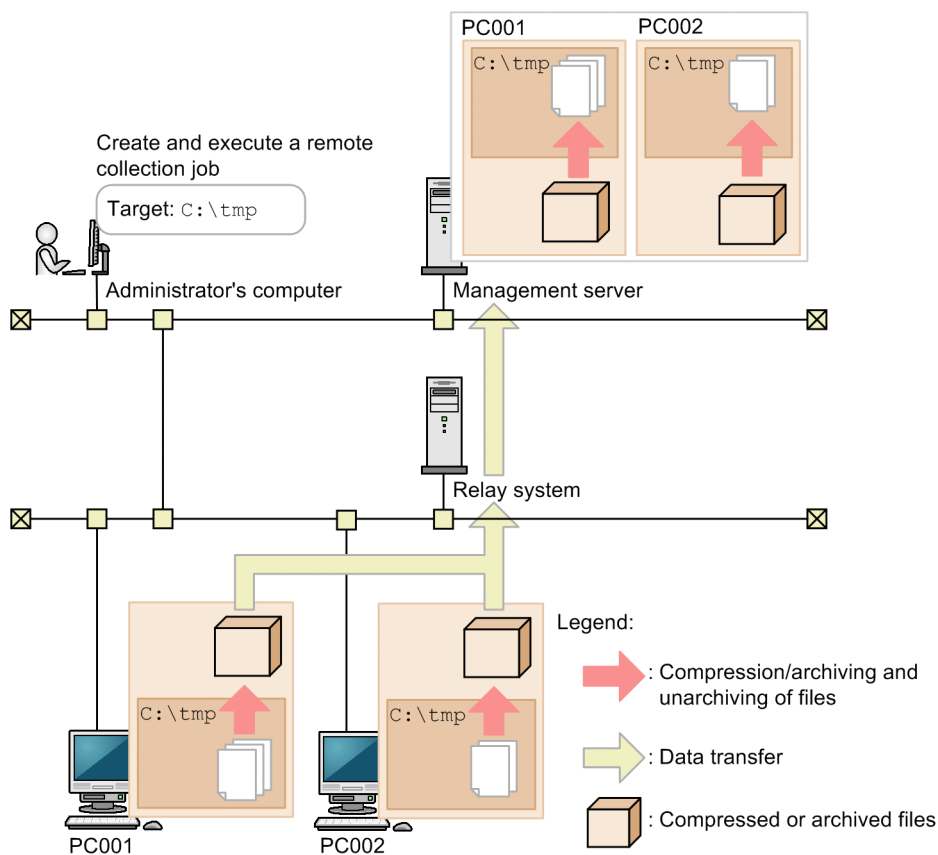 PC001
PC002
C:\tmp
C:\tmp
Create and execute a remote
collection job
Target: C:\tmp
Administrator's computer
Management server
Relay system
C:\tmp
C:\tmp
PC001
PC002
Legend:
: Compression/archiving and
unarchiving of files
: Data transfer
: Compressed or archived files